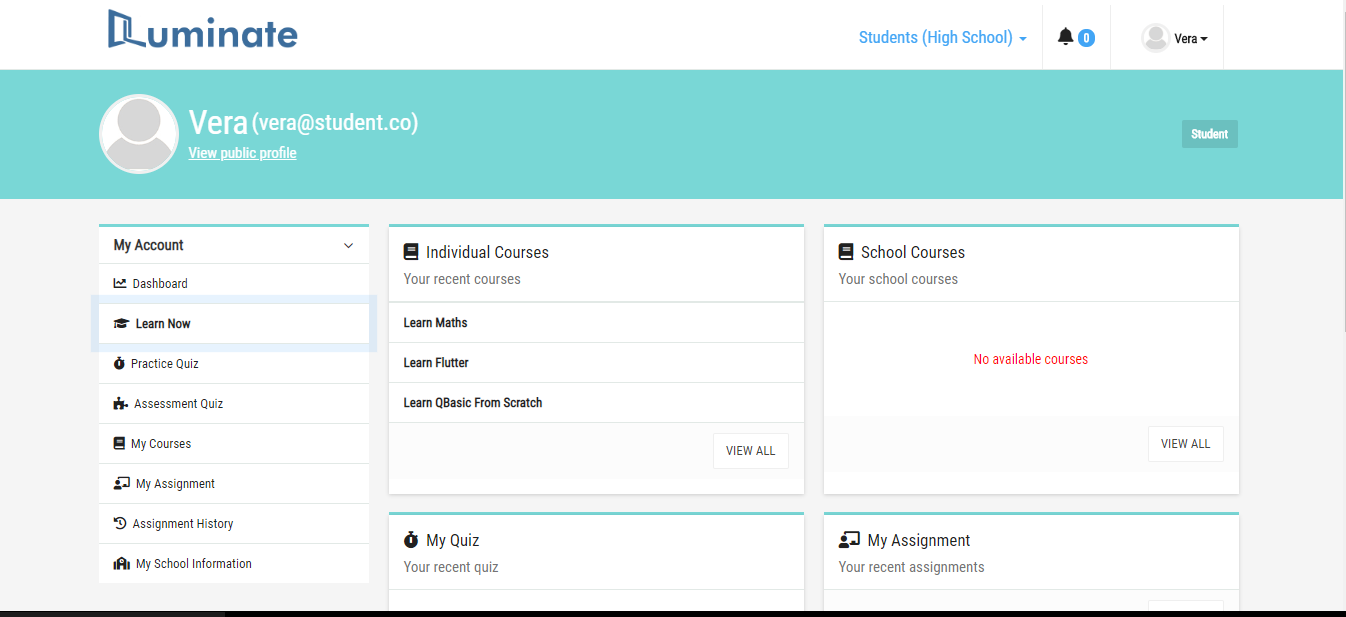 Luminate
Students (High School)
0
Vera
Vera (vera@student.co)
View public profile
Student
My Account
Dashboard
Learn Now
Practice Quiz
Assessment Quiz
My Courses
My Assignment
Assignment History
My School Information
Individual Courses
Your recent courses
Learn Maths
Learn Flutter
Learn QBasic From Scratch
VIEW ALL
School Courses
Your school courses
No available courses
VIEW ALL
My Quiz
Your recent quiz
My Assignment
Your recent assignments